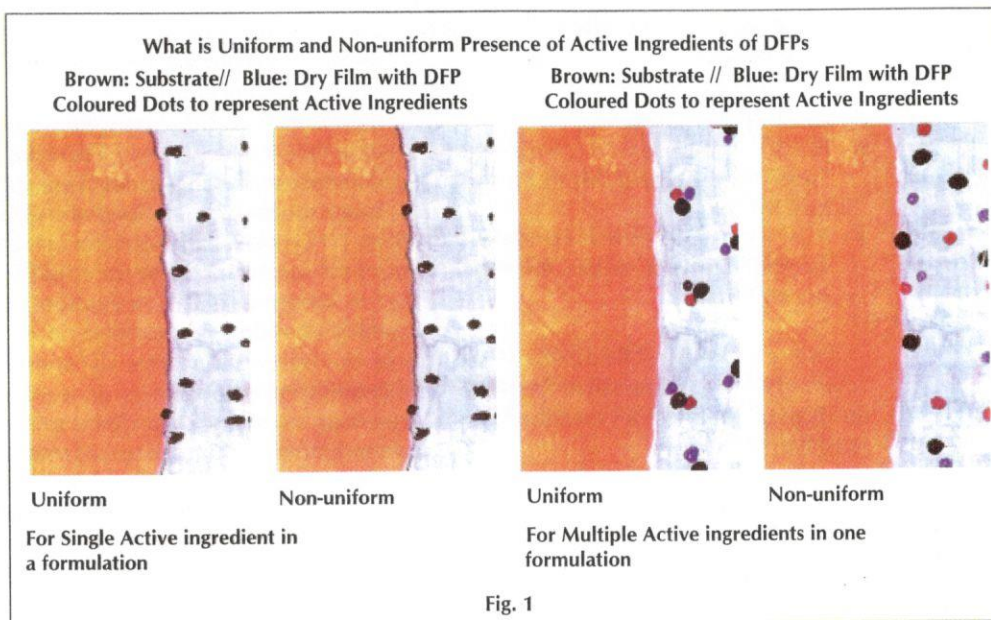 What is Uniform and Non-uniform Presence of Active Ingredients of DFPs
Brown: Substrate// Blue: Dry Film with DFP
Coloured Dots to represent Active Ingredients
Brown: Substrate // Blue: Dry Film with DFP
Coloured Dots to represent Active Ingredients
Uniform
Non-uniform
Uniform
Non-uniform
For Single Active ingredient in
a formulation
For Multiple Active ingredients in one
formulation
Fig. 1